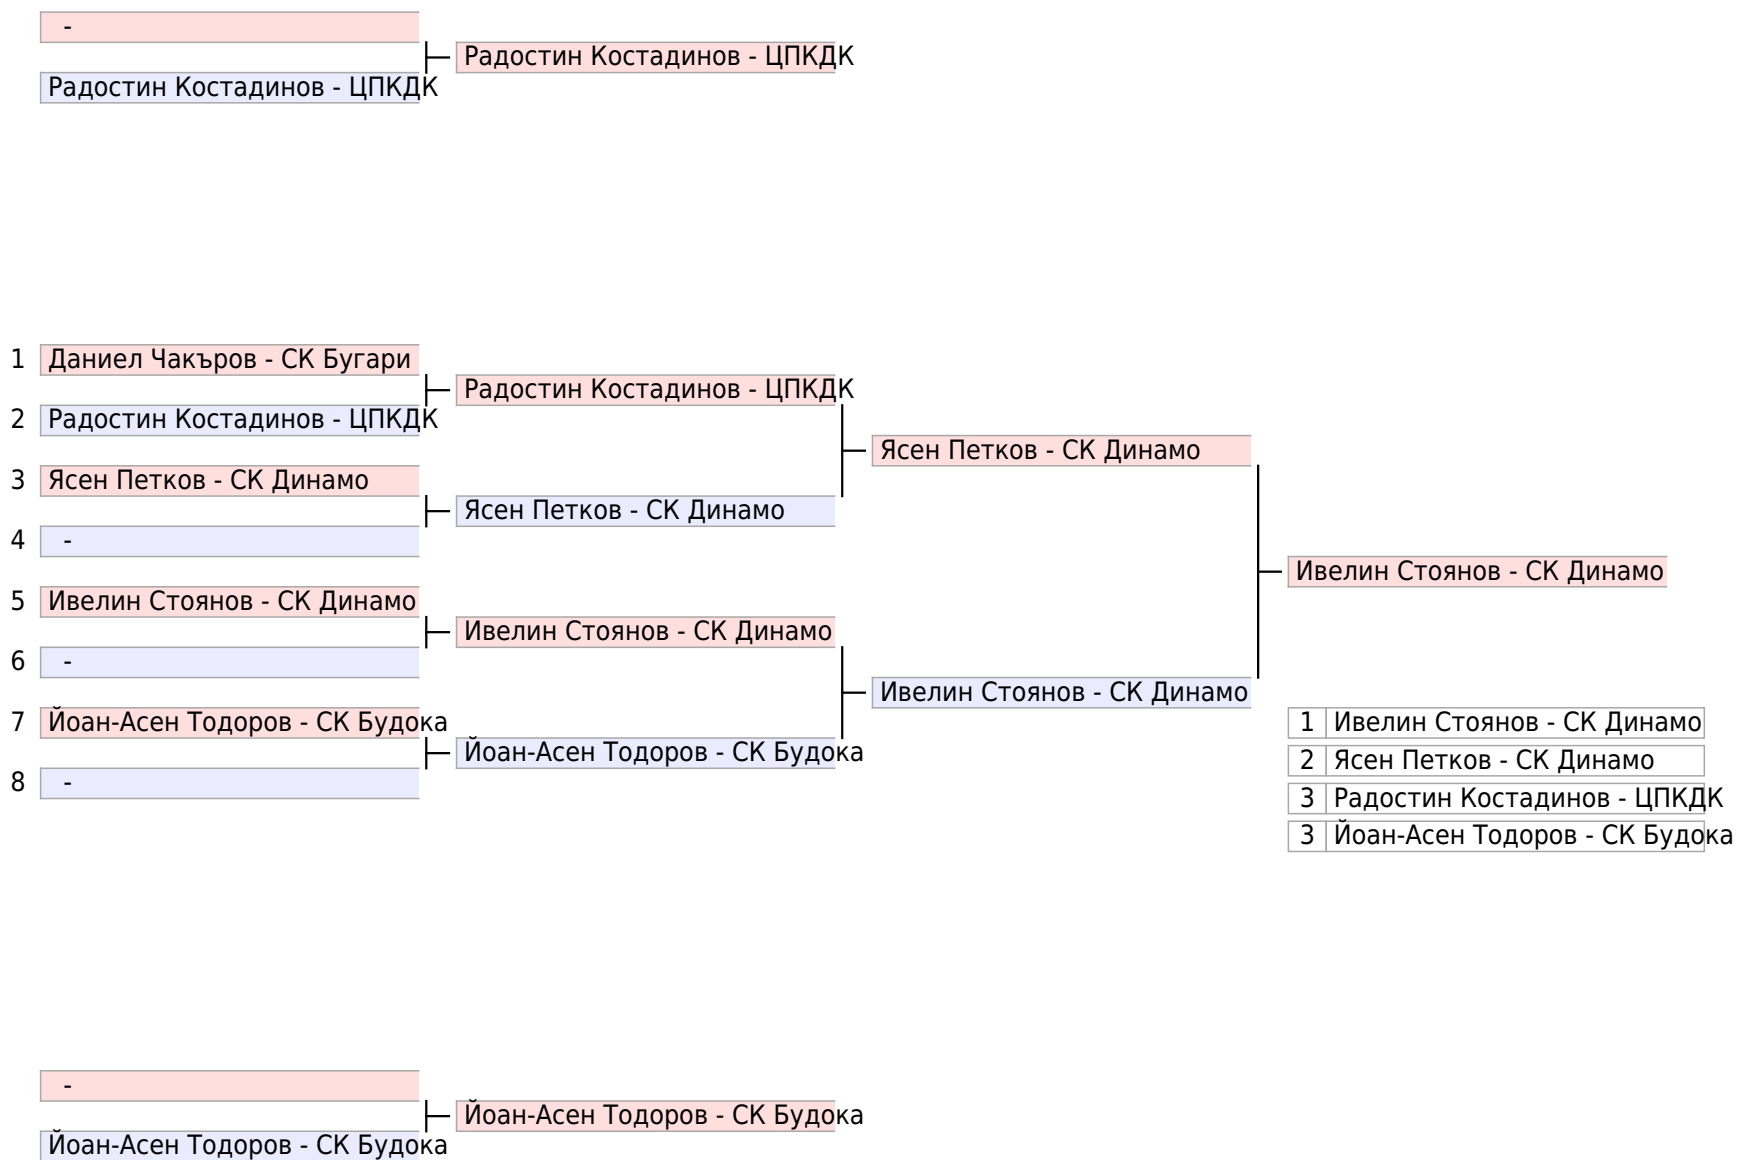 -
Радостин Костадинов - ЦПКДК
Радостин Костадинов - ЦПКДК
1 Даниел Чакъров - СК Бугари
Радостин Костадинов - ЦПКДК
2 Радостин Костадинов - ЦПКДК
Ясен Петков - СК Динамо
3 Ясен Петков - СК Динамо
Ясен Петков - СК Динамо
4 -
Ивелин Стоянов - СК Динамо
5 Ивелин Стоянов - СК Динамо
Ивелин Стоянов - СК Динамо
6 -
Ивелин Стоянов - СК Динамо
7 Йоан-Асен Тодоров - СК Будока
Йоан-Асен Тодоров - СК Будока
8 -
1 Ивелин Стоянов - СК Динамо
2 Ясен Петков - СК Динамо
3 Радостин Костадинов - ЦПКДК
3 Йоан-Асен Тодоров - СК Будока
-
Йоан-Асен Тодоров - СК Будока
Йоан-Асен Тодоров - СК Будока